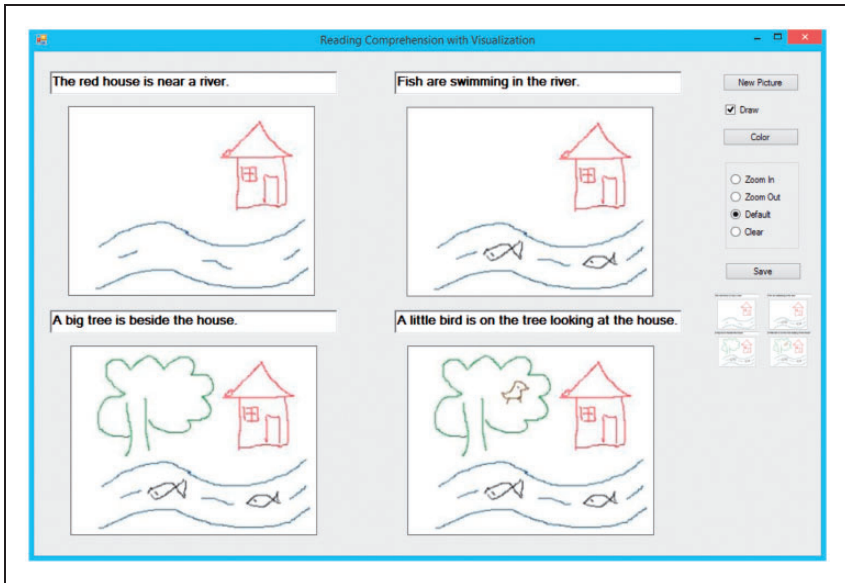 Reading Comprehension with Visualization
The red house is near a river.
Fish are swimming in the river.
A big tree is beside the house.
A little bird is on the tree looking at the house.
New Picture
Draw
Color
Zoom In
Zoom Out
Default
Clear
Save